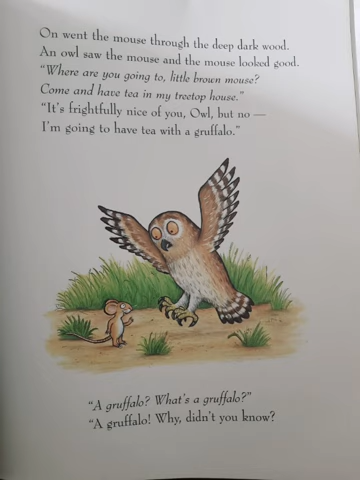 On went the mouse through the deep dark wood.
An owl saw the mouse and the mouse looked good.
“Where are you going to, little brown mouse?
Come and have tea in my treetop house.”
“It’s frightfully nice of you, Owl, but no —
I’m going to have tea with a gruffalo.”
“A gruffalo? What’s a gruffalo?”
“A gruffalo! Why, didn’t you know?